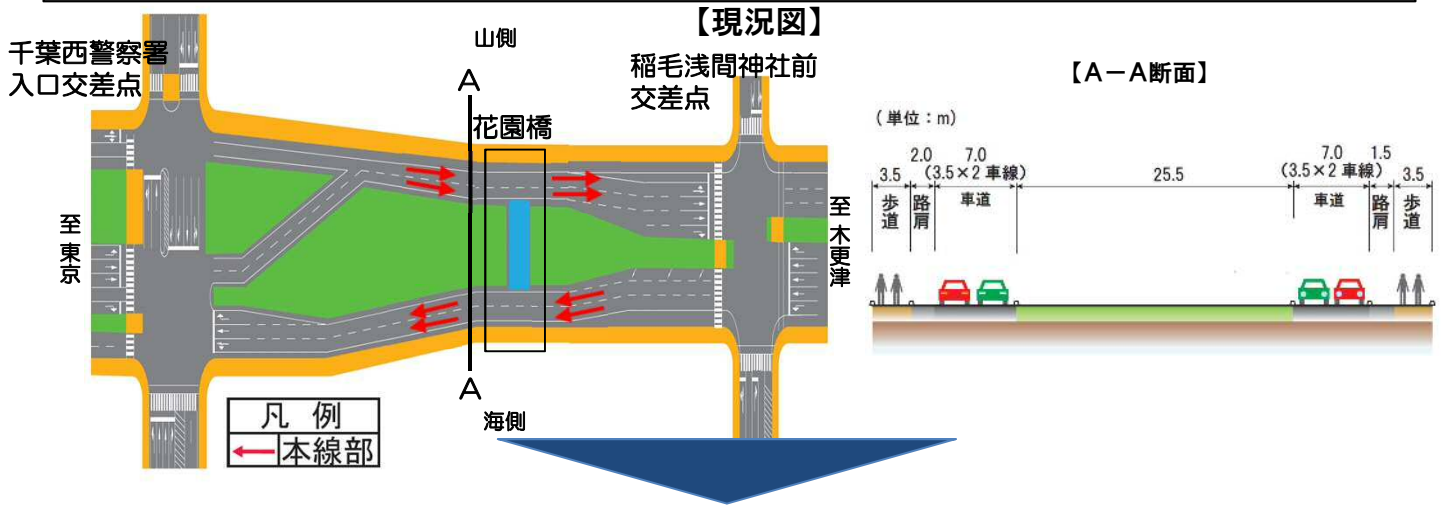 【現況図】
千葉西警察署
入口交差点
山側
稲毛浅間神社前
交差点
【A－A断面】
A
花園橋
(単位：m)
2.0
7.0
7.0
1.5
3.5
(3.5×2 車線)
25.5
(3.5×2 車線)
3.5
歩道
路肩
車道
車道
路肩
歩道
至 東京
至 木更津
A
海側
凡 例
本線部